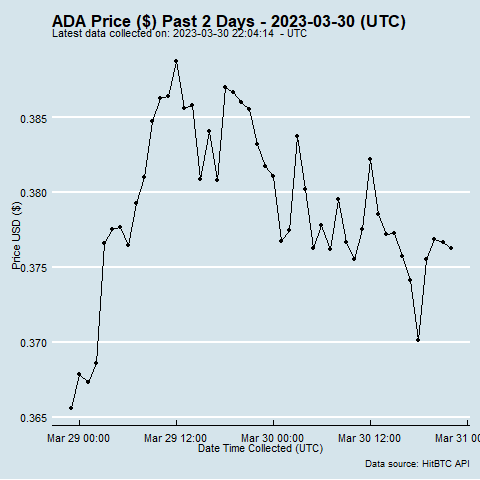 ADA Price ($) Past 2 Days - 2023-03-30 (UTC)
Latest data collected on: 2023-03-30 22:04:14 - UTC
0.385
0.380
0.375
0.370
0.365
Price USD ($)
Mar 29 00:00 Mar 29 12:00 Mar 30 00:00 Mar 30 12:00 Mar 31 0
Date Time Collected (UTC)
Data source: HitBTC API